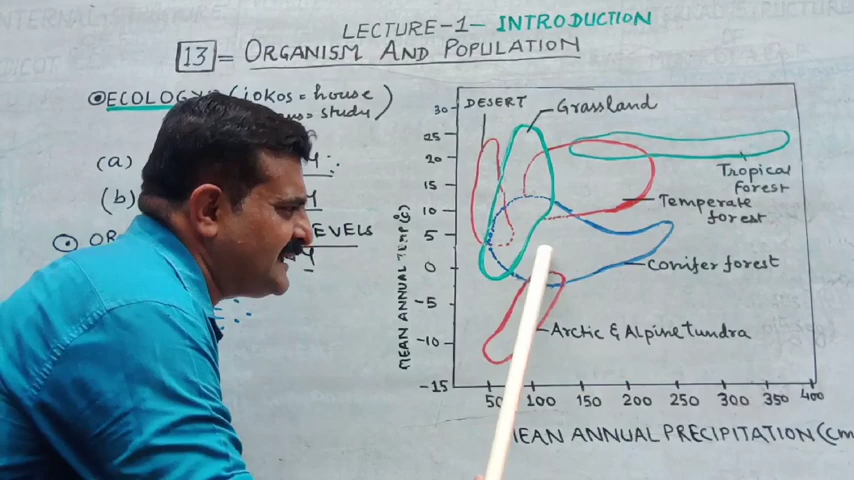 LECTURE-1- INTRODUCTION
13 = ORGANISM AND POPULATION
ECOLOGY (iokos = house
= study)
(a)
(b)
OR LEVELS
DESERT
Grassland
Tropical
forest
Temperate
forest
Conifer forest
Arctic & Alpine tundra
MEAN ANNUAL TEMP (°C)
30
25
20
15
10
5
0
-5
-10
-15
50 100 150 200 250 300 350 400
MEAN ANNUAL PRECIPITATION (cm